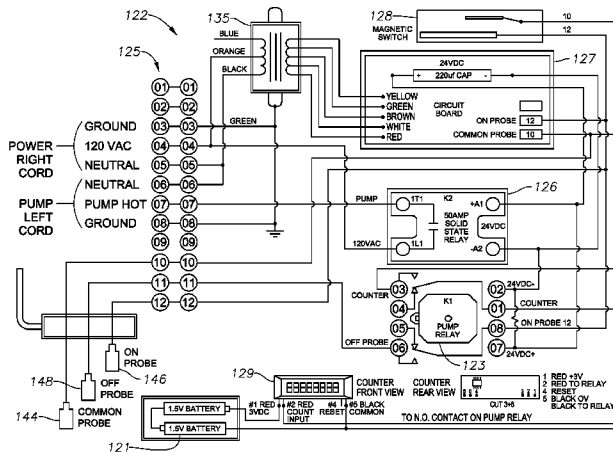 122
135
BLUE
ORANGE
BLACK
128
MAGNETIC
SWITCH
10
12
24VDC
127
+ 220uf CAP -
YELLOW
GREEN
BROWN
WHITE
RED
CIRCUIT
BOARD
ON PROBE 12
COMMON PROBE 10
125
01 01
02 02
GROUND 03 03 GREEN
POWER
RIGHT
CORD
120 VAC 04 04
NEUTRAL 05 05
NEUTRAL 06 06
PUMP
LEFT
CORD
PUMP HOT 07 07
GROUND 08 08
09 09
10 10
11 11
12 12
126
PUMP 1T1 K2 +A1
50AMP
SOLID
STATE
RELAY
24VDC
120VAC 1L1 -A2
COUNTER
03
04
05
06
OFF PROBE
K1
PUMP
RELAY
02 24VDC-
01 COUNTER
08 ON PROBE 12
07 24VDC+
123
ON
PROBE
146
148
OFF
PROBE
144
COMMON
PROBE
129
COUNTER
FRONT VIEW
COUNTER
REAR VIEW
CUT 3+6
1 RED +3V
2 RED TO RELAY
4 RESET
5 BLACK 0V
BLACK TO RELAY
#1 RED
3VDC
#2 RED
COUNT
INPUT
#4
RESET
#5 BLACK
COMMON
1.5V BATTERY
1.5V BATTERY
121
TO N.O. CONTACT ON PUMP RELAY